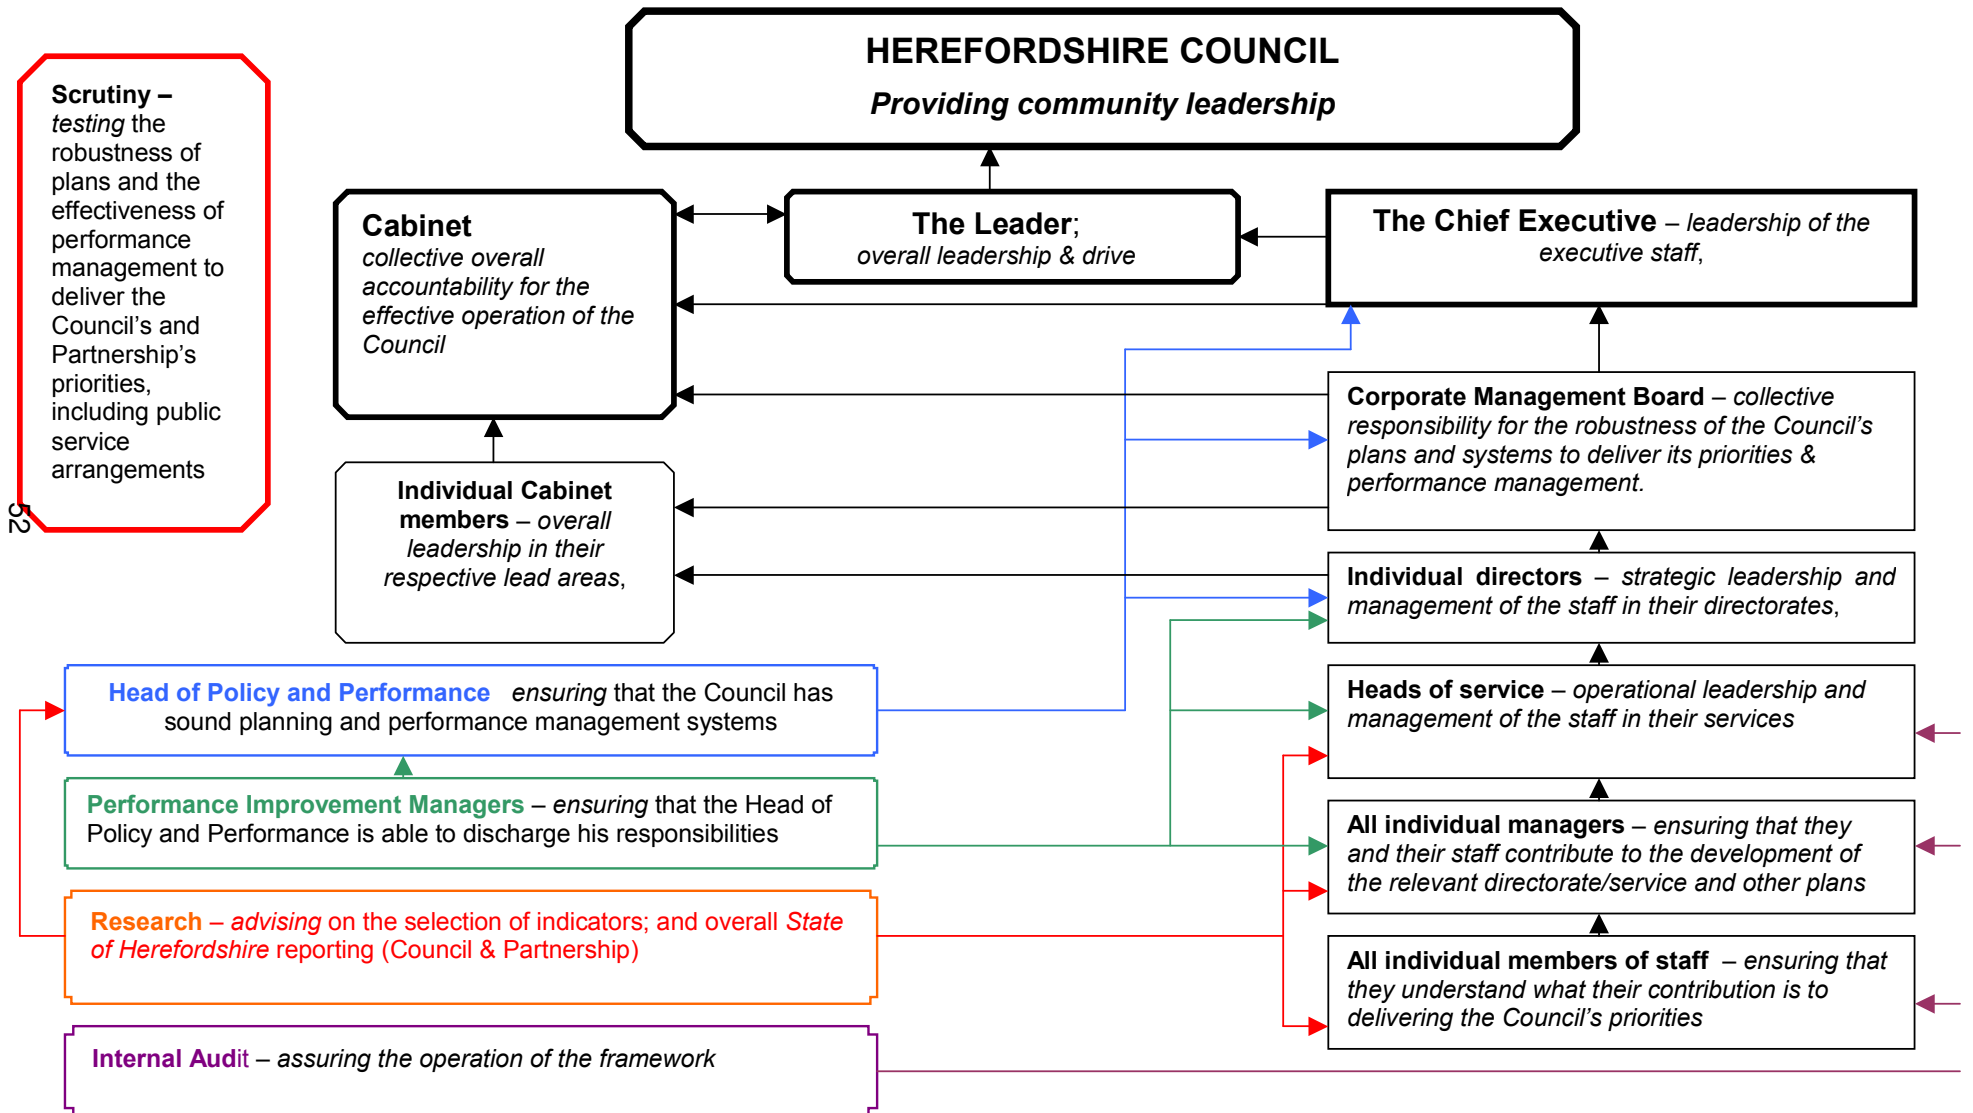 HEREFORDSHIRE COUNCIL
Providing community leadership
Scrutiny –
testing the
robustness of
plans and the
effectiveness of
performance
management to
deliver the
Council’s and
Partnership’s
priorities,
including public
service
arrangements
52
Cabinet
collective overall
accountability for the
effective operation of the
Council
The Leader;
overall leadership & drive
The Chief Executive – leadership of the
executive staff,
Corporate Management Board – collective
responsibility for the robustness of the Council’s
plans and systems to deliver its priorities &
performance management.
Individual Cabinet
members – overall
leadership in their
respective lead areas,
Individual directors – strategic leadership and
management of the staff in their directorates,
Head of Policy and Performance ensuring that the Council has
sound planning and performance management systems
Heads of service – operational leadership and
management of the staff in their services
Performance Improvement Managers – ensuring that the Head of
Policy and Performance is able to discharge his responsibilities
All individual managers – ensuring that they
and their staff contribute to the development of
the relevant directorate/service and other plans
Research – advising on the selection of indicators; and overall State
of Herefordshire reporting (Council & Partnership)
All individual members of staff – ensuring that
they understand what their contribution is to
delivering the Council’s priorities
Internal Audit – assuring the operation of the framework